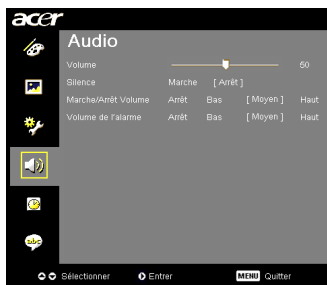 acer
Audio
Volume 50
Silence Marche [ Arrêt ]
Marche/Arrêt Volume Arrêt Bas [ Moyen ] Haut
Volume de l'alarme Arrêt Bas [ Moyen ] Haut
abc
Sélectionner Entrer MENU Quitter